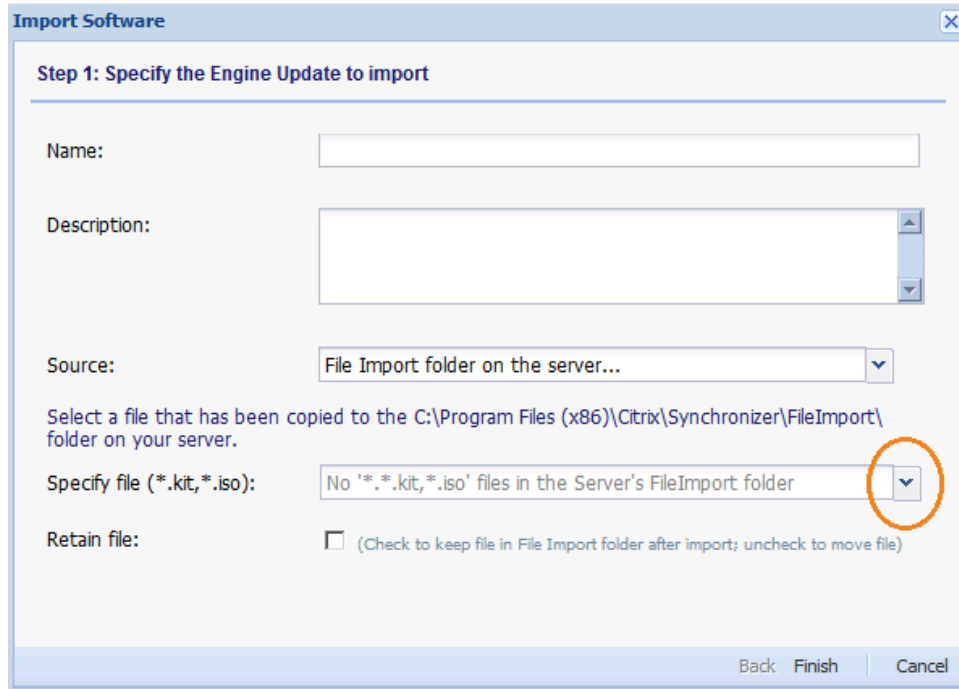 Import Software
Step 1: Specify the Engine Update to import
Name:
Description:
Source:
File Import folder on the server...
Select a file that has been copied to the C:\Program Files (x86)\Citrix\Synchronizer\FileImport\
folder on your server.
Specify file (*.kit,*.iso):
No '*.*.kit,*.iso' files in the Server's FileImport folder
Retain file:
(Check to keep file in File Import folder after import; uncheck to move file)
Back Finish Cancel